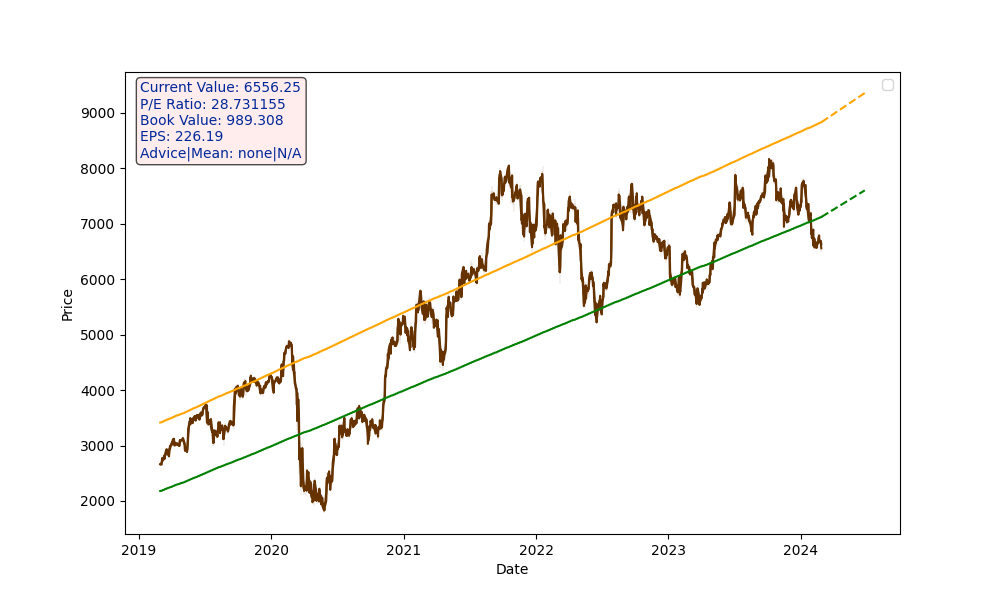 Current Value: 6556.25
P/E Ratio: 28.731155
Book Value: 989.308
EPS: 226.19
Advice|Mean: none|N/A
9000
8000
7000
6000
5000
4000
3000
2000
Price
2019 2020 2021 2022 2023 2024
Date